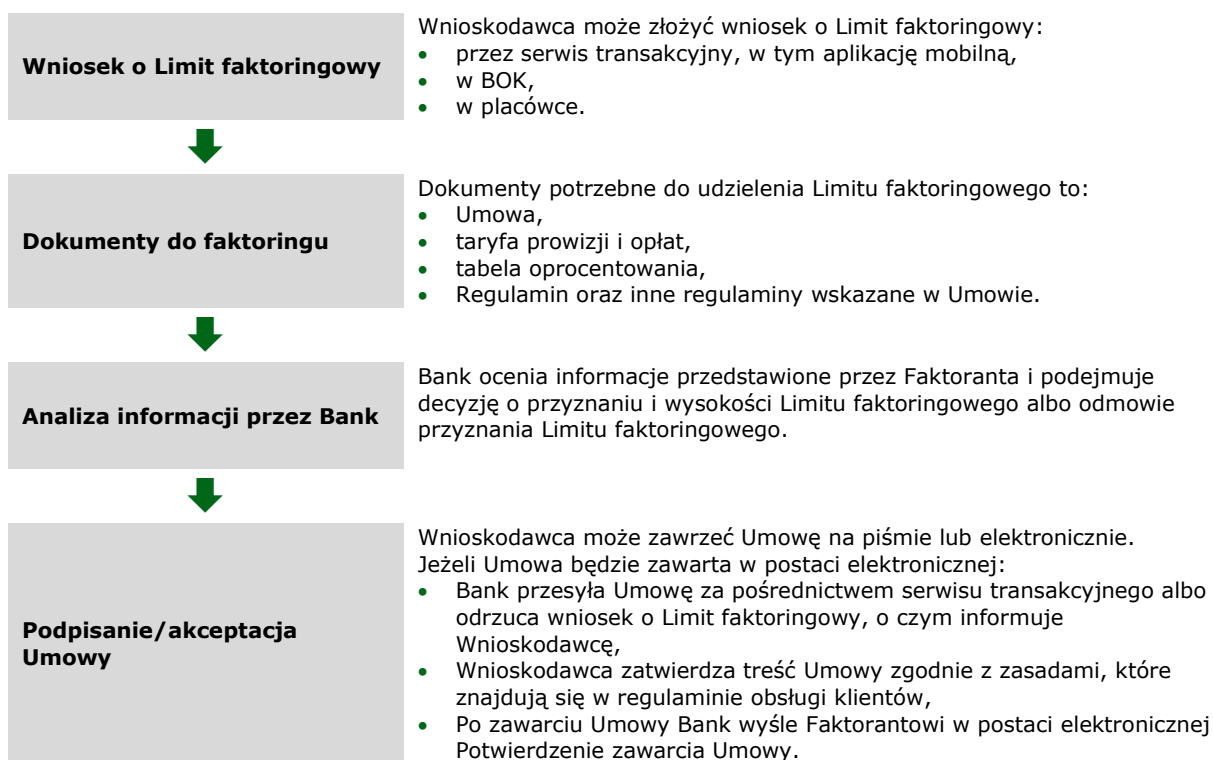 Wniosek o Limit faktoringowy
Wnioskodawca może złożyć wniosek o Limit faktoringowy:
• przez serwis transakcyjny, w tym aplikację mobilną,
• w BOK,
• w placówce.
Dokumenty do faktoringu
Dokumenty potrzebne do udzielenia Limitu faktoringowego to:
• Umowa,
• taryfa prowizji i opłat,
• tabela oprocentowania,
• Regulamin oraz inne regulaminy wskazane w Umowie.
Analiza informacji przez Bank
Bank ocenia informacje przedstawione przez Faktoranta i podejmuje
decyzję o przyznaniu i wysokości Limitu faktoringowego albo odmowie
przyznania Limitu faktoringowego.
Podpisanie/akceptacja
Umowy
Wnioskodawca może zawrzeć Umowę na piśmie lub elektronicznie.
Jeżeli Umowa będzie zawarta w postaci elektronicznej:
• Bank przesyła Umowę za pośrednictwem serwisu transakcyjnego albo
odrzuca wniosek o Limit faktoringowy, o czym informuje
Wnioskodawcę,
• Wnioskodawca zatwierdza treść Umowy zgodnie z zasadami, które
znajdują się w regulaminie obsługi klientów,
• Po zawarciu Umowy Bank wyśle Faktorantowi w postaci elektronicznej
Potwierdzenie zawarcia Umowy.